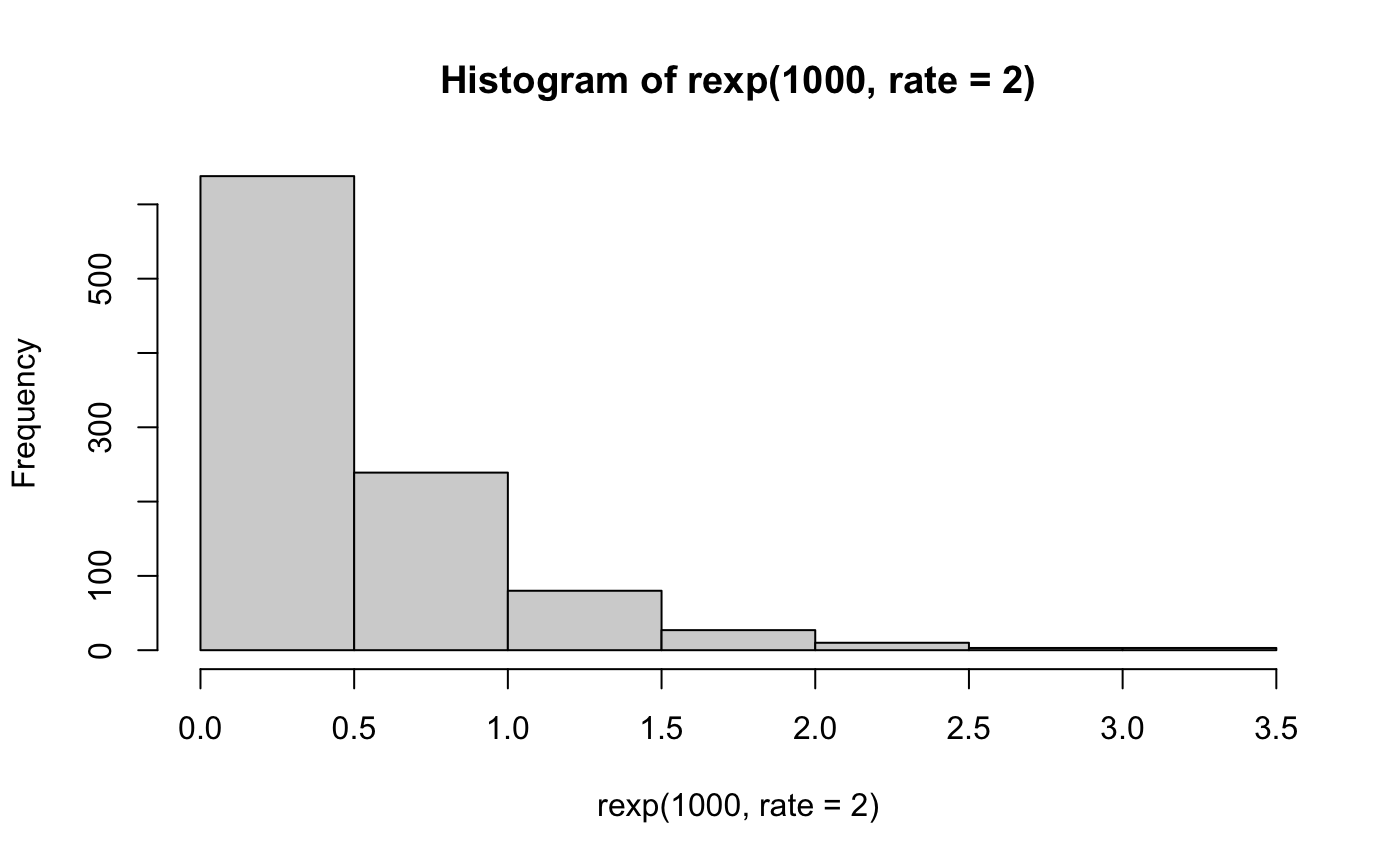 Histogram of rexp(1000, rate = 2)
Frequency
500
300
100
0
0.0 0.5 1.0 1.5 2.0 2.5 3.0 3.5
rexp(1000, rate = 2)